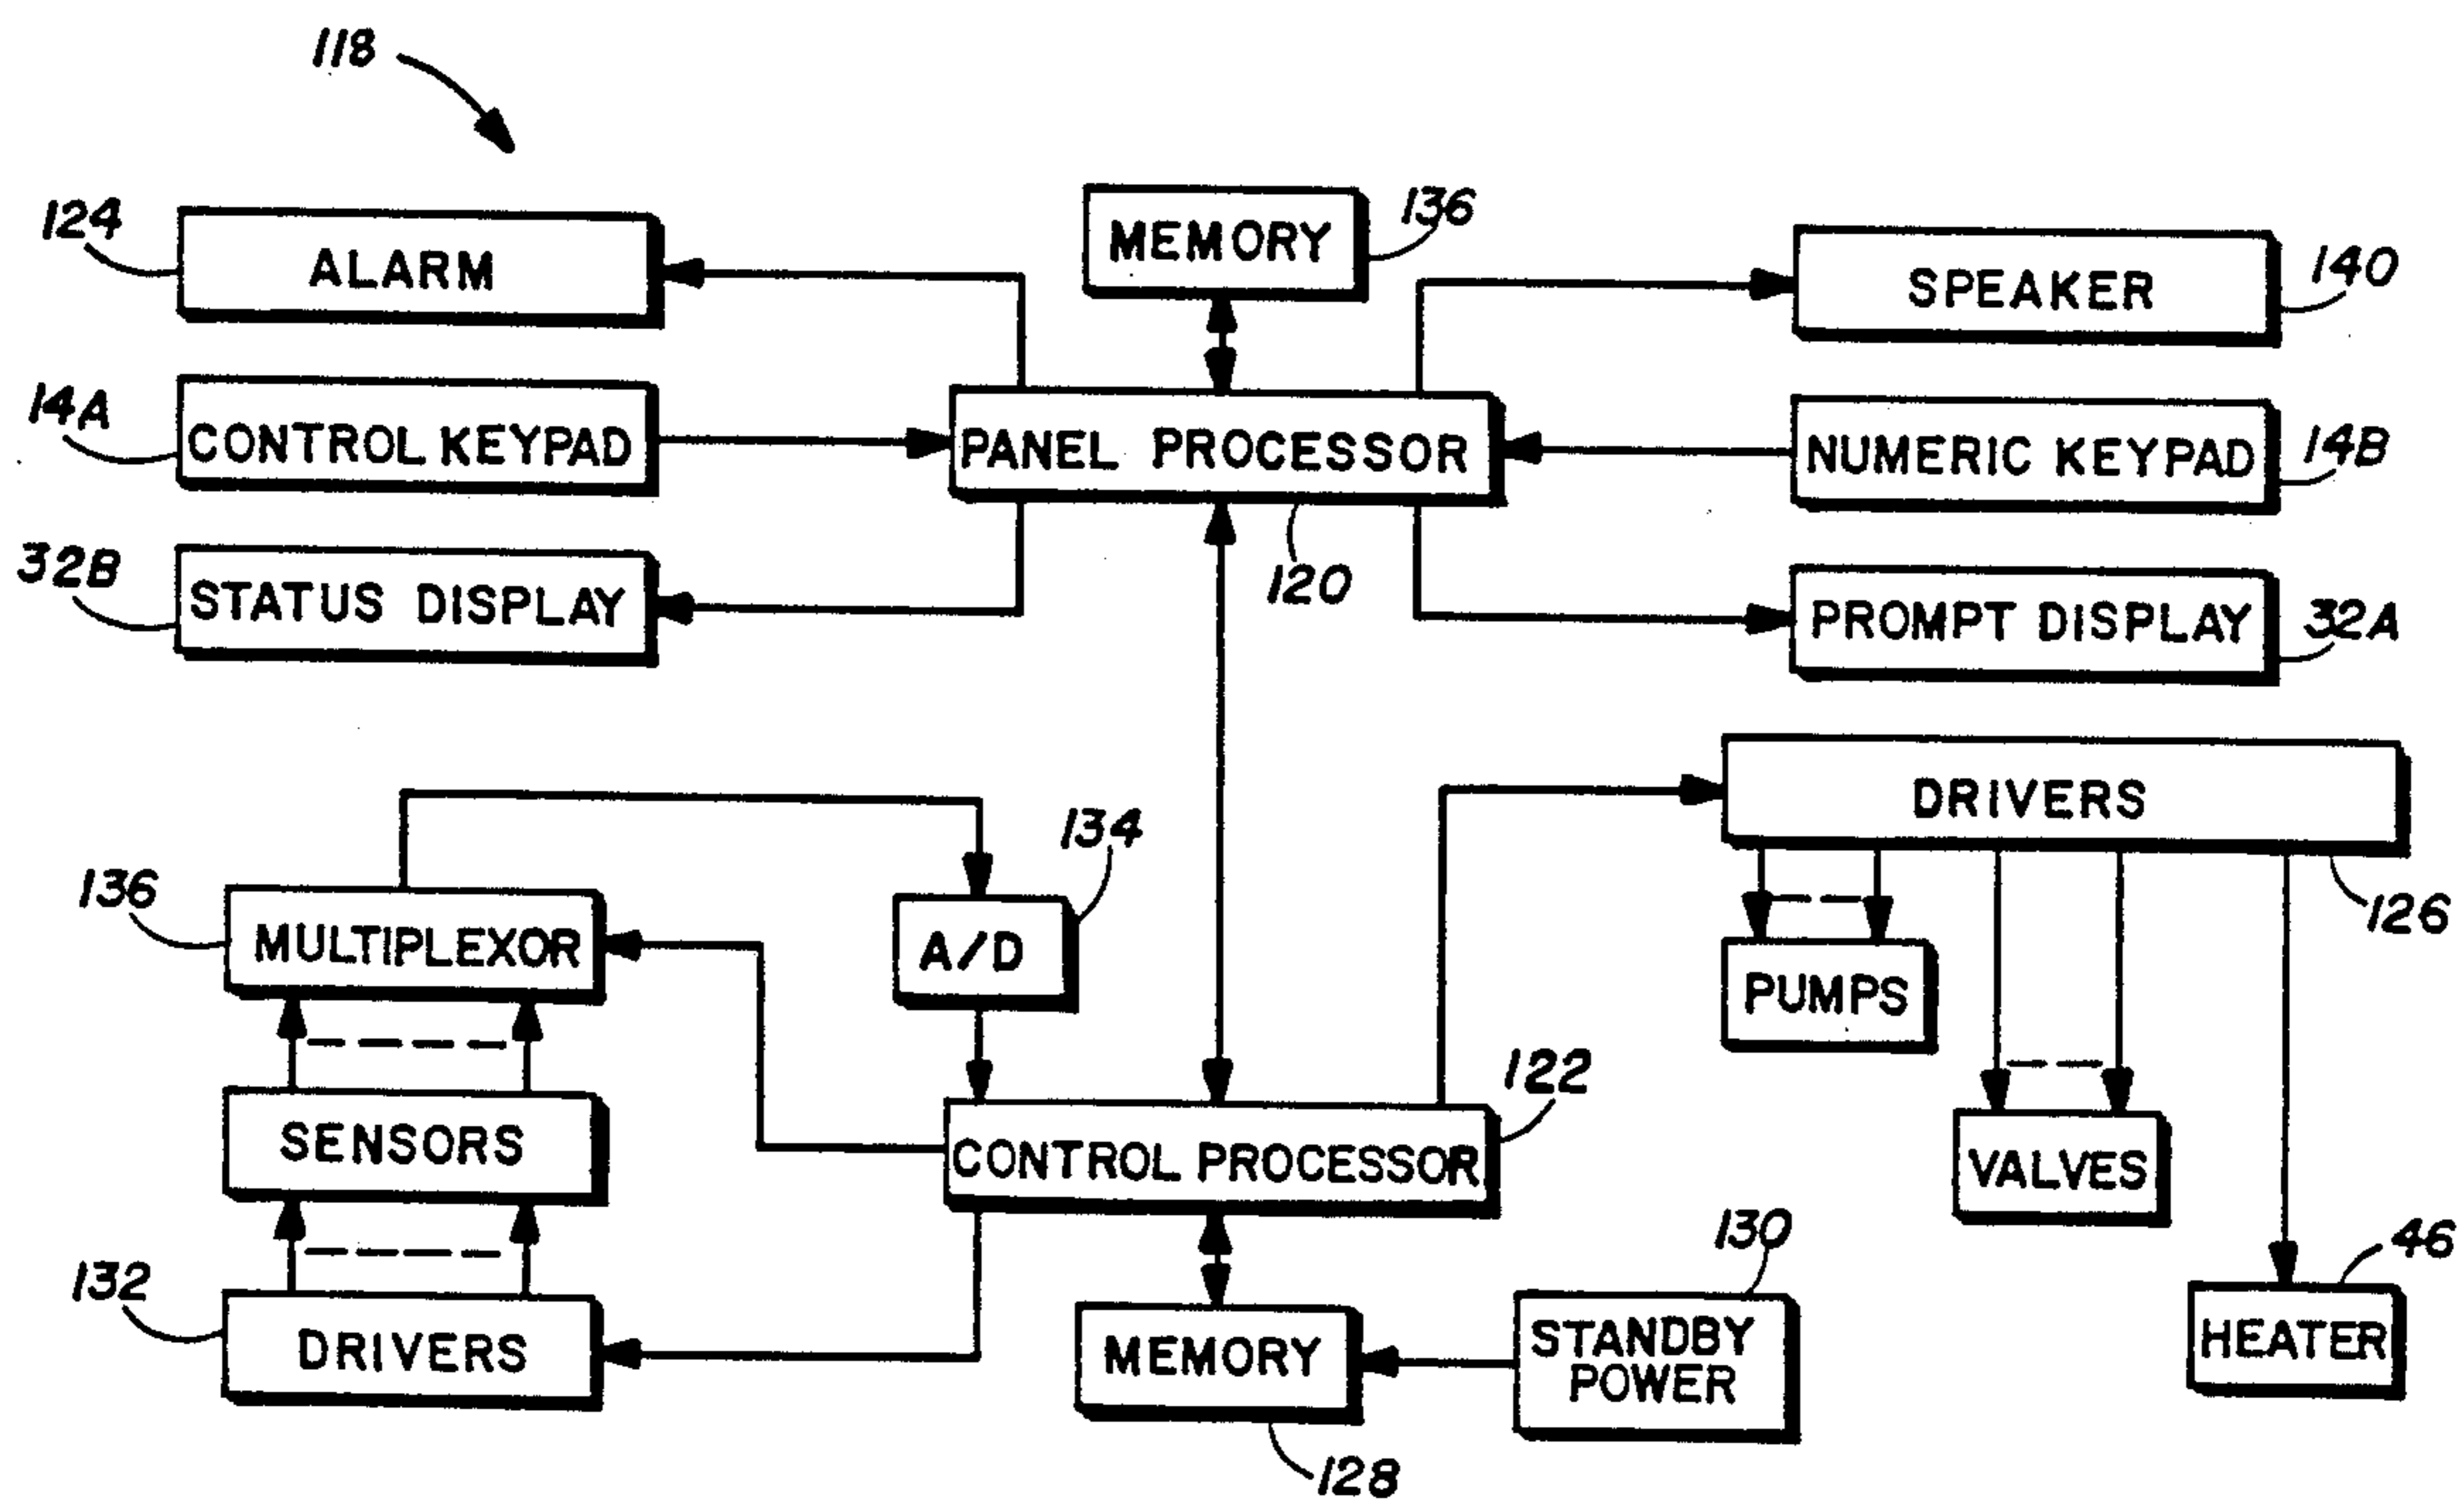 118
124
ALARM
MEMORY
136
SPEAKER
140
14A
CONTROL KEYPAD
PANEL PROCESSOR
120
NUMERIC KEYPAD
14B
32B
STATUS DISPLAY
PROMPT DISPLAY
32A
DRIVERS
126
136
MULTIPLEXOR
A/D
134
PUMPS
SENSORS
CONTROL PROCESSOR
122
VALVES
132
DRIVERS
MEMORY
128
STANDBY
POWER
130
HEATER
46